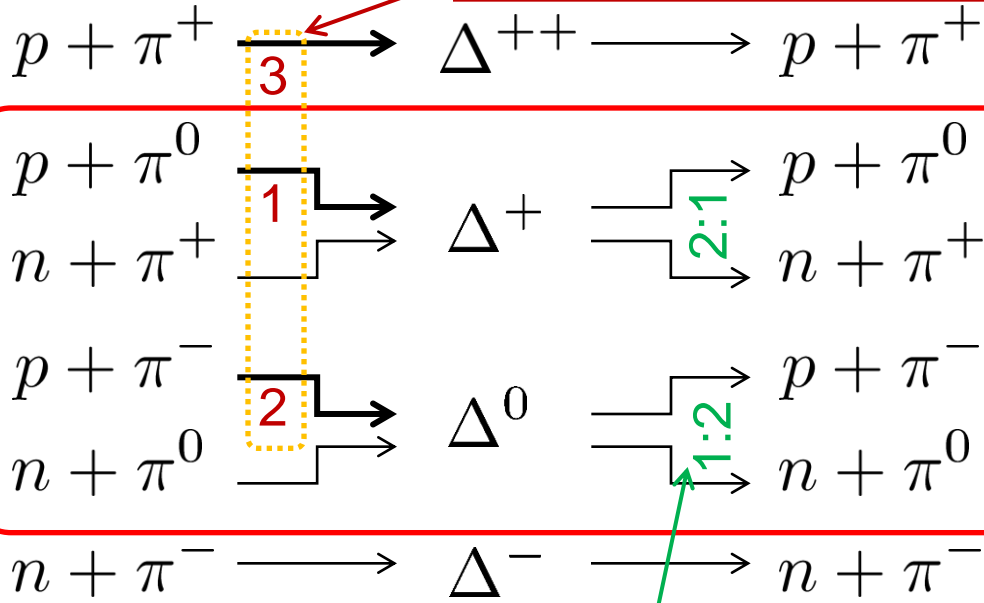 p + π⁺ 3 Δ⁺⁺ p + π⁺
p + π⁰ p + π⁰
1 Δ⁺ 2:1
n + π⁺ n + π⁺
p + π⁻ p + π⁻
2 Δ⁰ 1:2
n + π⁰ n + π⁰
n + π⁻ Δ⁻ n + π⁻